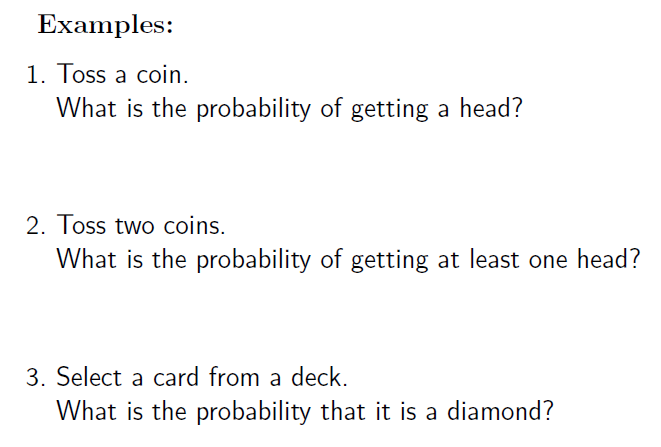 Examples:
1. Toss a coin.
What is the probability of getting a head?
2. Toss two coins.
What is the probability of getting at least one head?
3. Select a card from a deck.
What is the probability that it is a diamond?